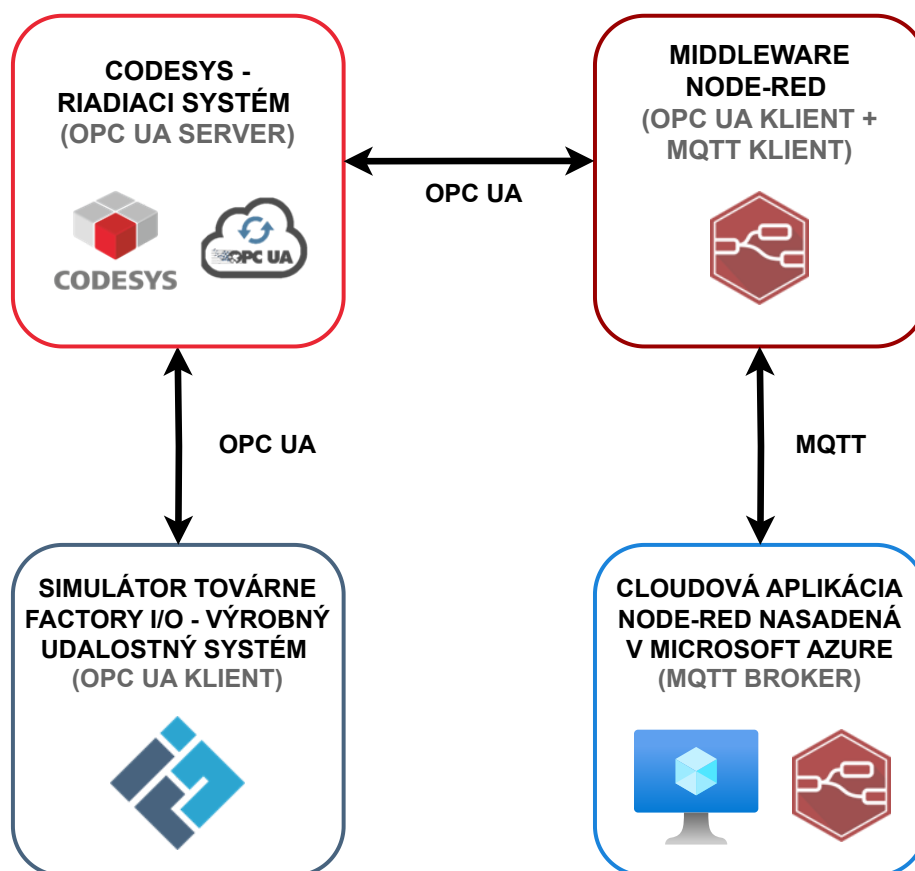 CODESYS -
RIADIACI SYSTÉM
(OPC UA SERVER)
CODESYS
OPC UA
MIDDLEWARE
NODE-RED
(OPC UA KLIENT +
MQTT KLIENT)
OPC UA
OPC UA
MQTT
SIMULÁTOR TOVÁRNE
FACTORY I/O - VÝROBNÝ
UDALOSTNÝ SYSTÉM
(OPC UA KLIENT)
CLOUDOVÁ APLIKÁCIA
NODE-RED NASADENÁ
V MICROSOFT AZURE
(MQTT BROKER)